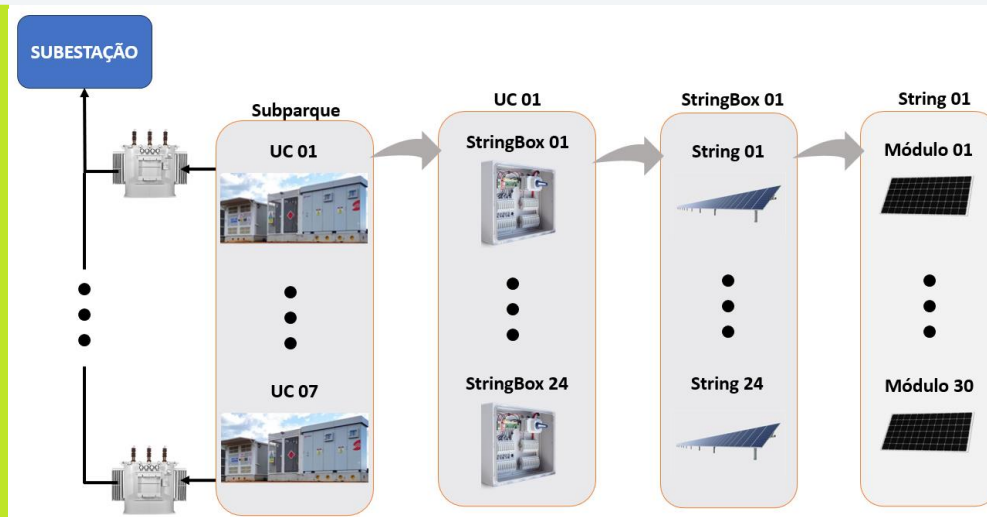 SUBESTAÇÃO
Subparque
UC 01
UC 07
UC 01
StringBox 01
StringBox 24
StringBox 01
String 01
String 24
String 01
Módulo 01
Módulo 30